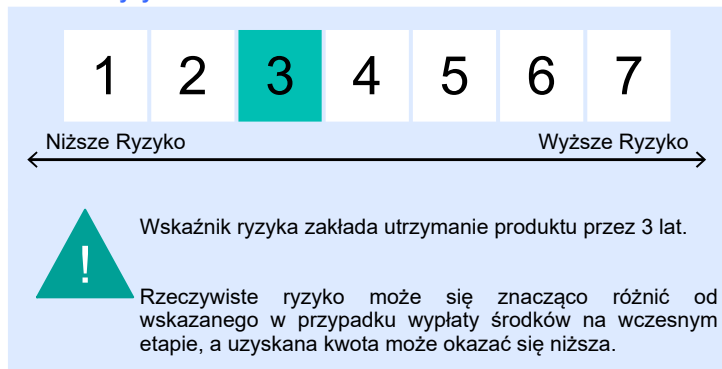 1 2 3 4 5 6 7
Niższe Ryzyko Wyższe Ryzyko
!
Wskaźnik ryzyka zakłada utrzymanie produktu przez 3 lat.
Rzeczywiste ryzyko może się znacząco różnić od
wskazanego w przypadku wypłaty środków na wczesnym
etapie, a uzyskana kwota może okazać się niższa.